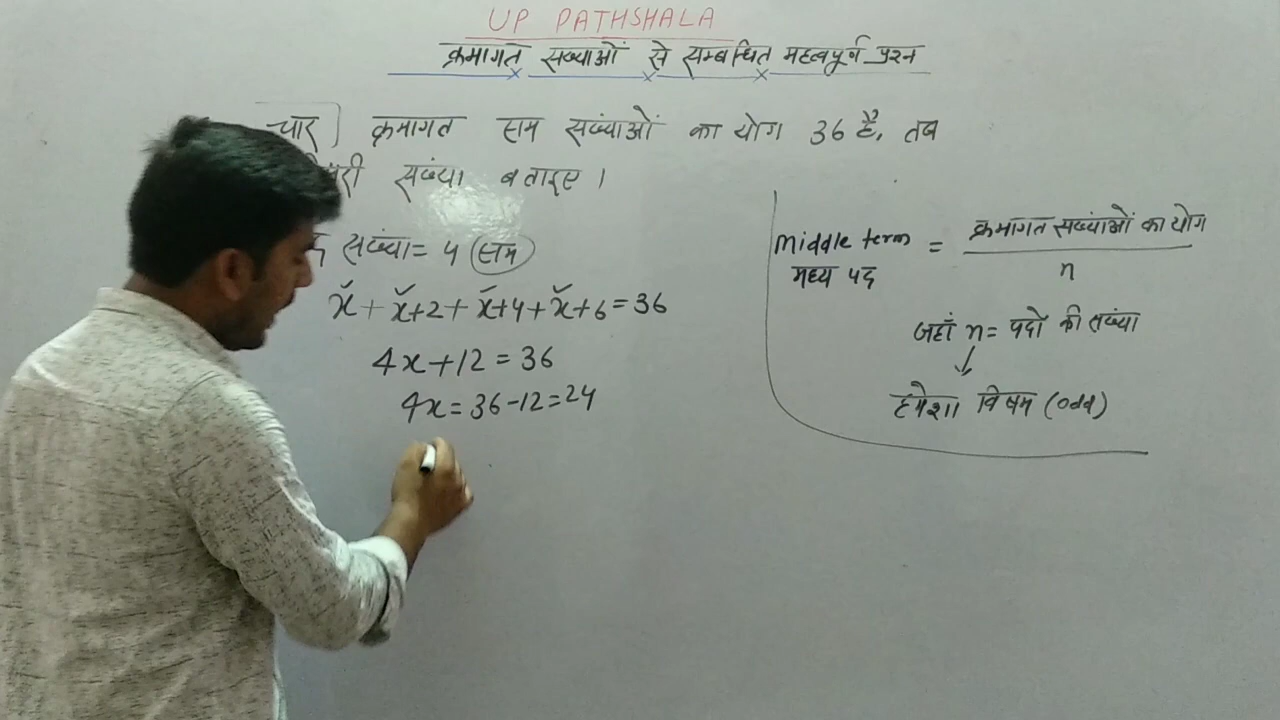 UP PATHSHALA
क्रमागत संख्याओं से सम्बन्धित महत्वपूर्ण प्रश्न
चार क्रमागत सम संख्याओं का योग 36 है, तब
संख्या बताइए ।
संख्या = 4 (सम)
x + x+2 + x+4 + x+6 = 36
4x + 12 = 36
4x = 36 - 12 = 24
Middle term = क्रमागत संख्याओं का योग
मध्य पद
n
जहाँ n = पदों की संख्या
↓
हमेशा विषम (odd)